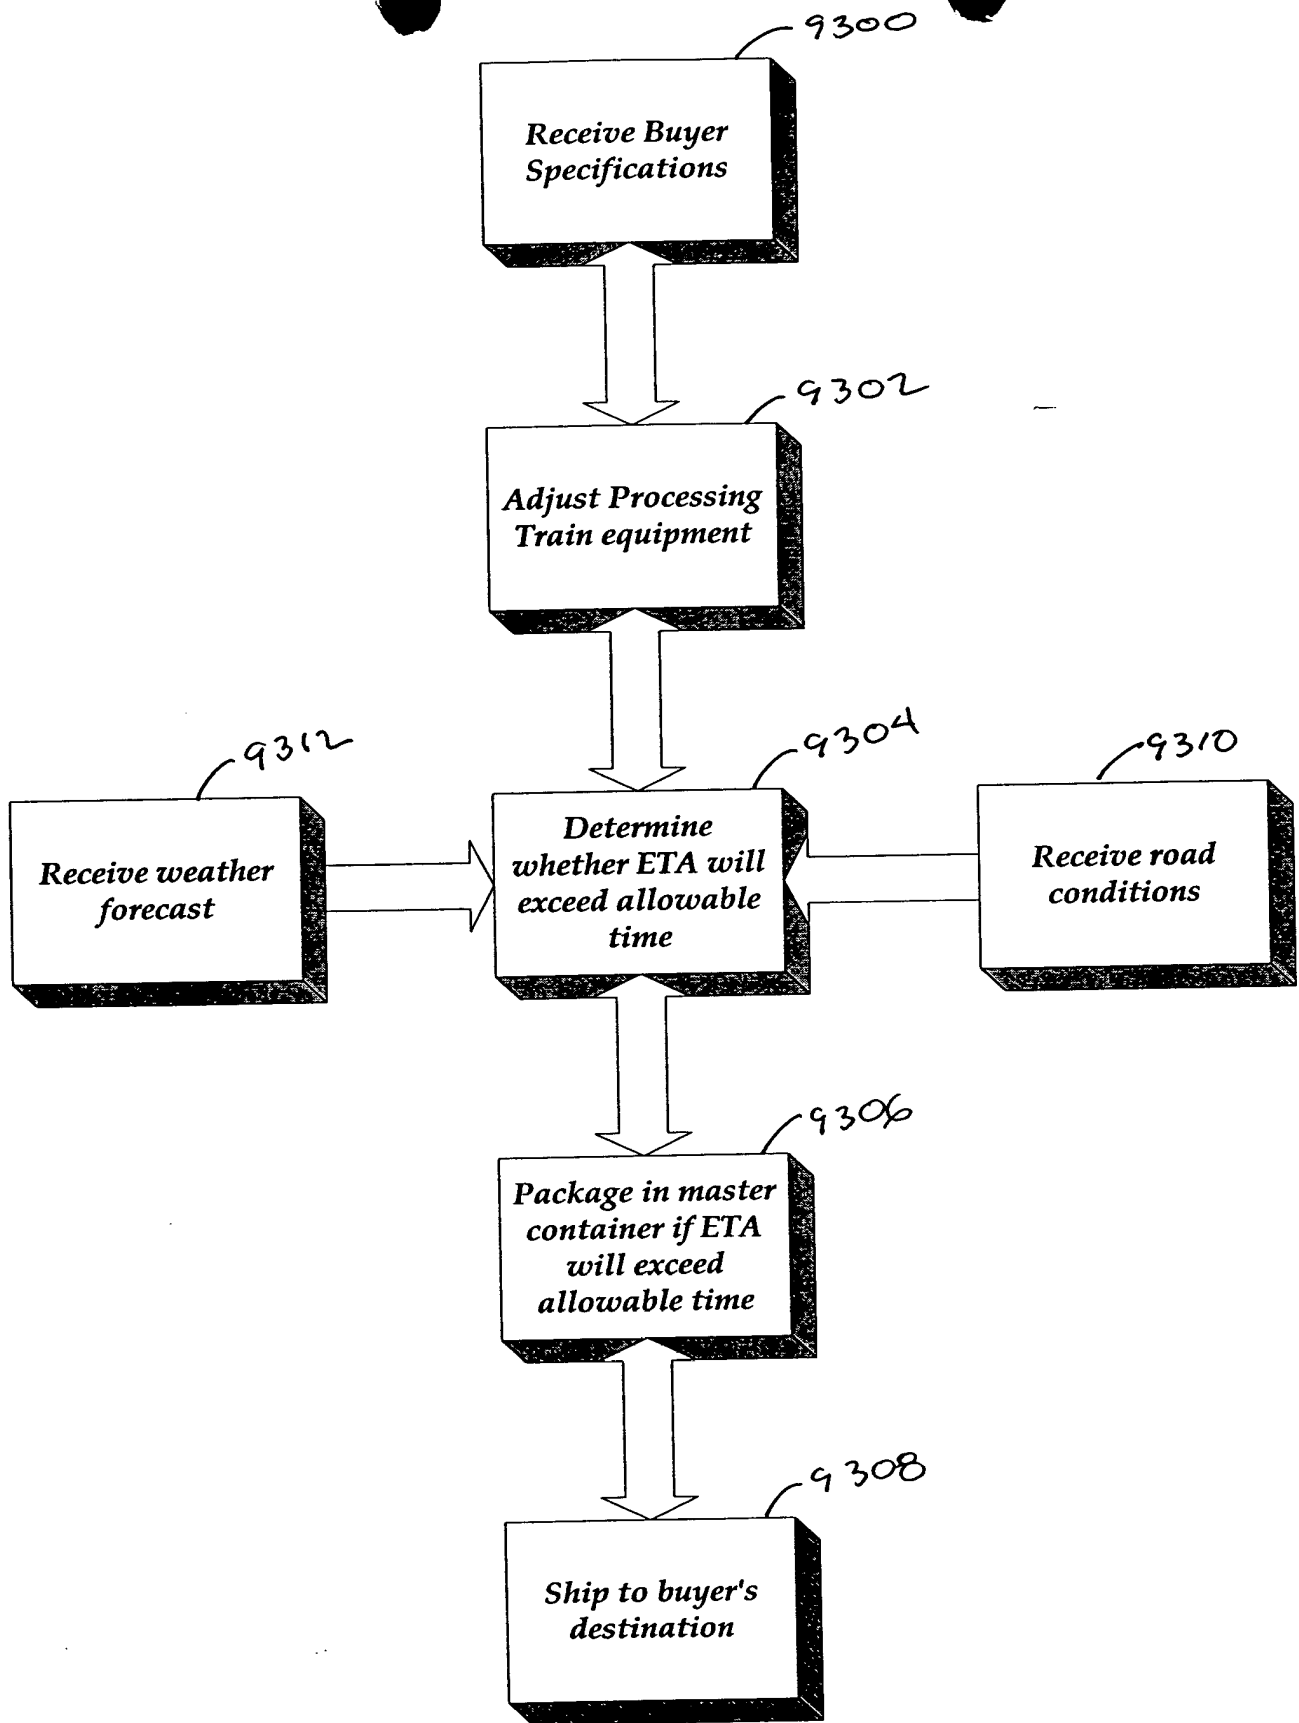 9300
Receive Buyer
Specifications
9302
Adjust Processing
Train equipment
9312
9304
9310
Receive weather
forecast
Determine
whether ETA will
exceed allowable
time
Receive road
conditions
9306
Package in master
container if ETA
will exceed
allowable time
9308
Ship to buyer's
destination